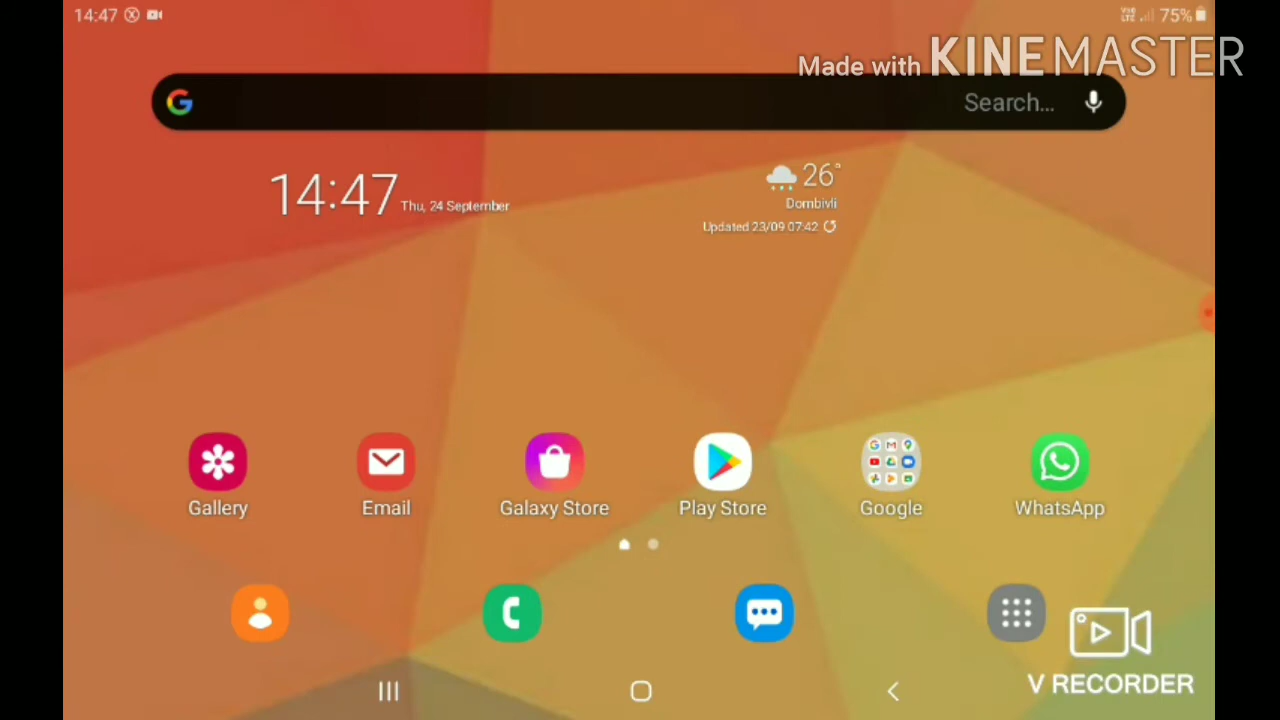 14:47
75%
Made with KINEMASTER
Search...
14:47 Thu, 24 September
26°
Dombivli
Updated 23/09 07:42
Gallery
Email
Galaxy Store
Play Store
Google
WhatsApp
V RECORDER